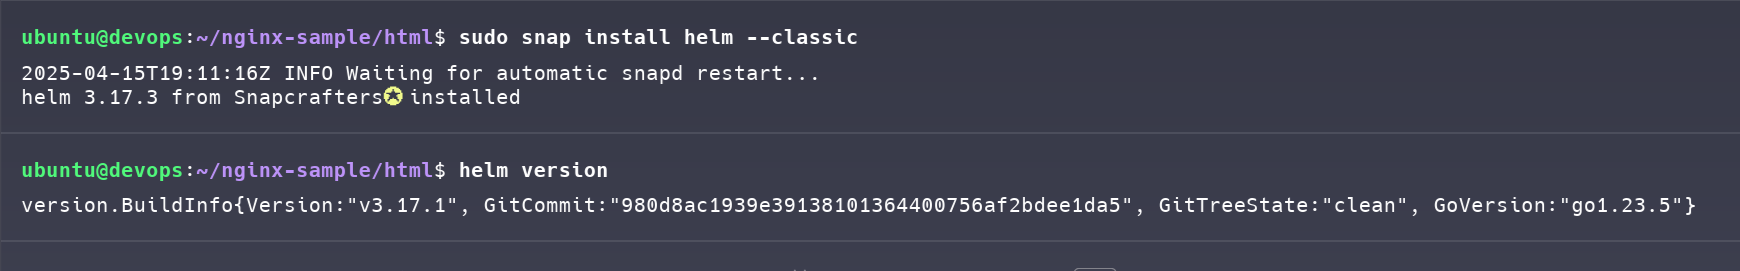 ubuntu@devops:~/nginx-sample/html$ sudo snap install helm --classic
2025-04-15T19:11:16Z INFO Waiting for automatic snapd restart...
helm 3.17.3 from Snapcrafters✪ installed
ubuntu@devops:~/nginx-sample/html$ helm version
version.BuildInfo{Version:"v3.17.1", GitCommit:"980d8ac1939e39138101364400756af2bdee1da5", GitTreeState:"clean", GoVersion:"go1.23.5"}